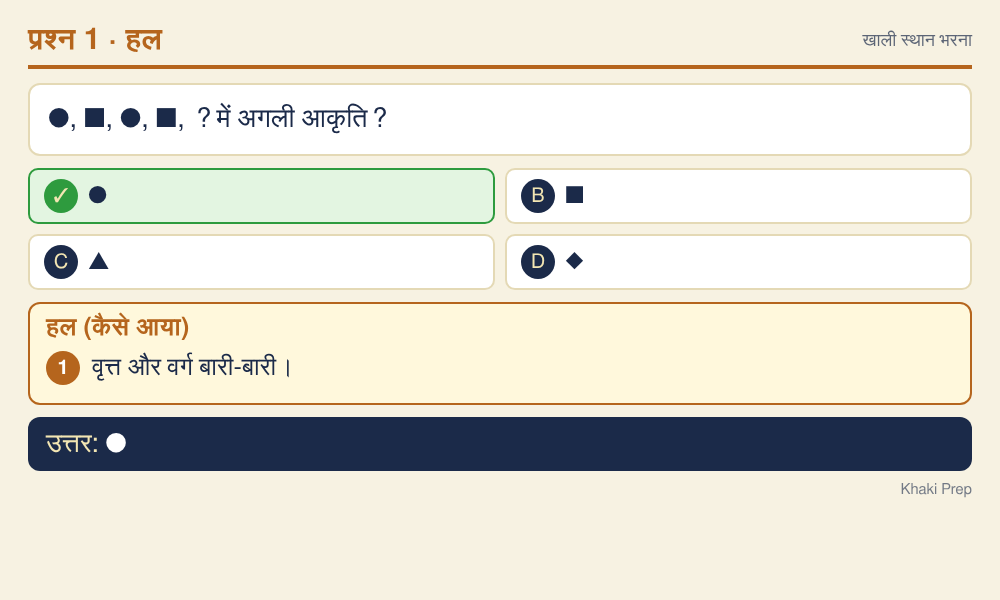 प्रश्न 1 · हल
खाली स्थान भरना
●, ■, ●, ■, ? में अगली आकृति ?
✓ ●
B ■
C ▲
D ◆
हल (कैसे आया)
1 वृत्त और वर्ग बारी-बारी ।
उत्तर: ●
Khaki Prep